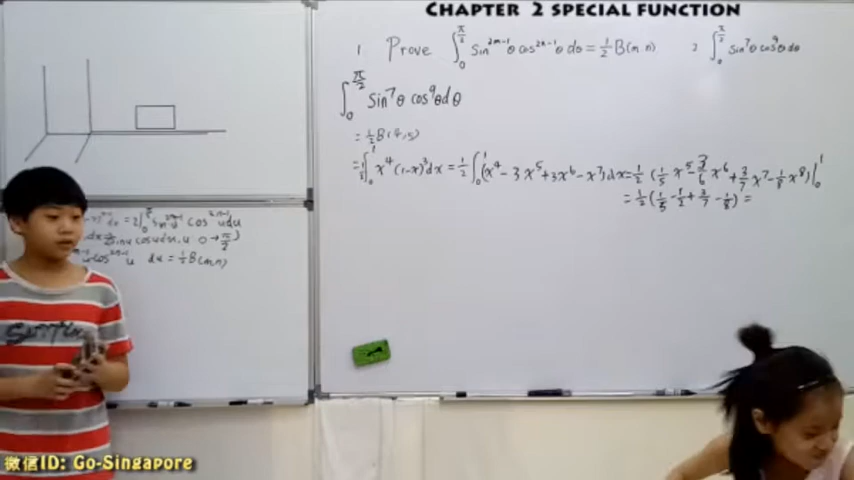 CHAPTER 2 SPECIAL FUNCTION
1 Prove ∫₀^{π/2} sin^{2m-1}θ cos^{2n-1}θ dθ = ½B(m,n) 2 ∫₀^{π/2} sin⁷θ cos⁹θ dθ
∫₀^{π/2} sin⁷θ cos⁹θ dθ
= ½B(4,5)
= ½∫₀¹ x⁴(1-x)³dx = ½∫₀¹(x⁴ - 3x⁵ + 3x⁶ - x⁷)dx = ½(⅕x⁵ - 3/6 x⁶ + 3/7 x⁷ - ⅛x⁸)|₀¹
= ½(⅕ - ½ + 3/7 - ⅛) =
du = ½B(m,n)
微信ID: Go-Singapore